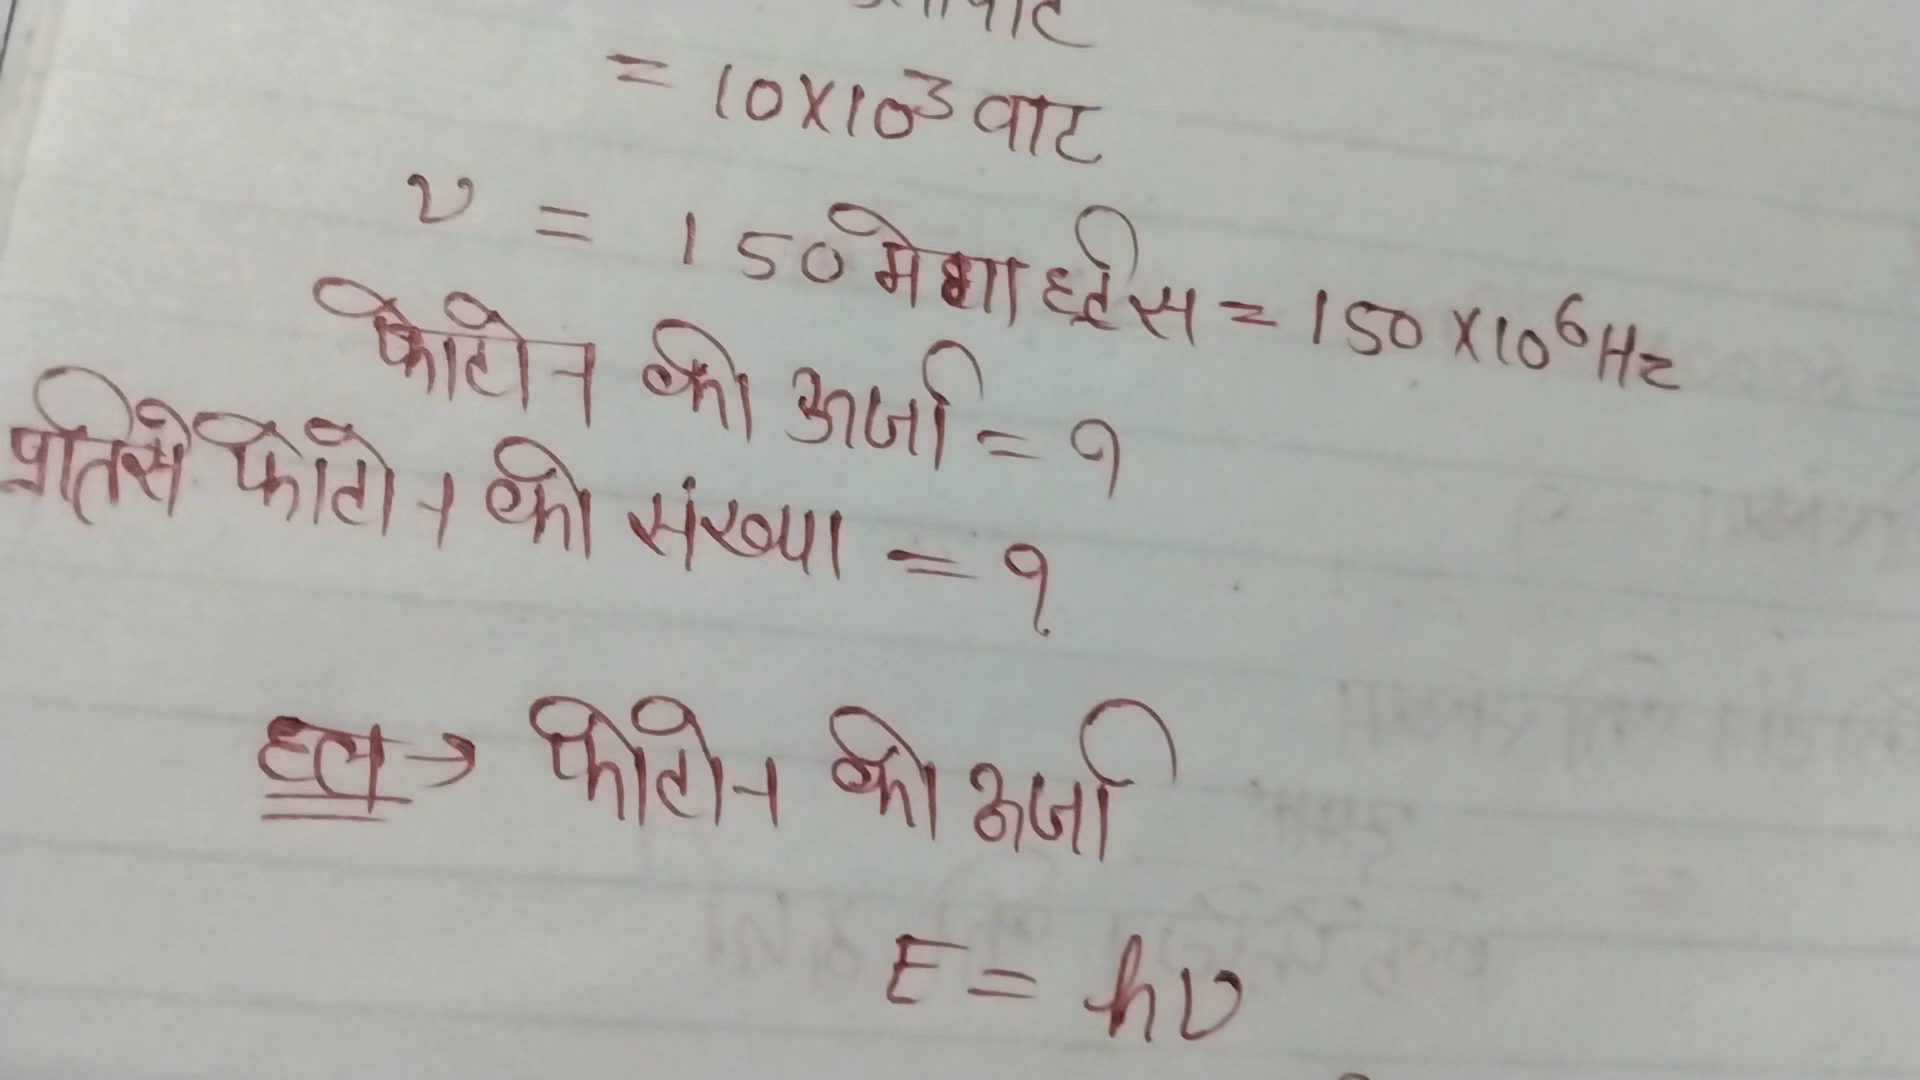 = 10×10³ वाट
ν = 150 मेगाहर्ट्स = 150×10⁶ Hz
फोटोन की ऊर्जा = ?
प्रतिसे फोटोन की संख्या = ?
हल → फोटोन की ऊर्जा
E = hν